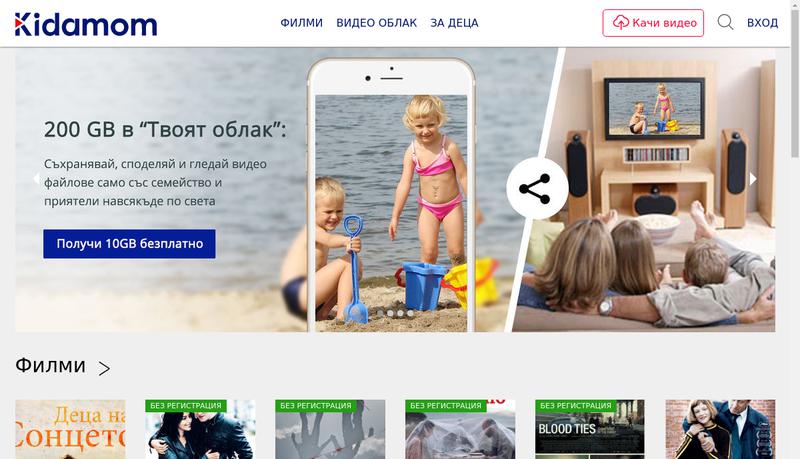 Kidamom
ФИЛМИ ВИДЕО ОБЛАК ЗА ДЕЦА
Качи видео
ВХОД
200 GB в “Твоят облак”:
Съхранявай, споделяй и гледай видео
файлове само със семейство и
приятели навсякъде по света
Получи 10GB безплатно
Филми
Деца на
Слонцето
БЕЗ РЕГИСТРАЦИЯ
БЕЗ РЕГИСТРАЦИЯ
БЕЗ РЕГИСТРАЦИЯ
БЕЗ РЕГИСТРАЦИЯ
BLOOD TIES